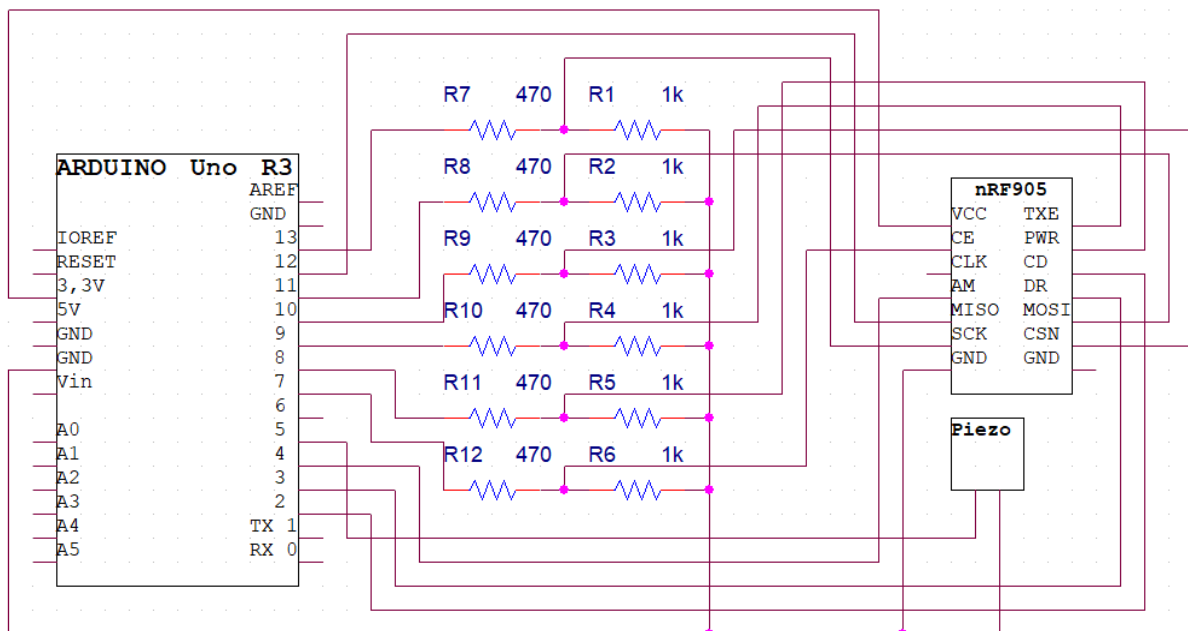 R7 470 R1 1k
ARDUINO Uno R3
AREF
GND
IOREF 13
RESET 12
3,3V 11
5V 10
GND 9
GND 8
Vin 7
6
A0 5
A1 4
A2 3
A3 2
A4 TX 1
A5 RX 0
R8 470 R2 1k
R9 470 R3 1k
R10 470 R4 1k
R11 470 R5 1k
R12 470 R6 1k
nRF905
VCC TXE
CE PWR
CLK CD
AM DR
MISO MOSI
SCK CSN
GND GND
Piezo